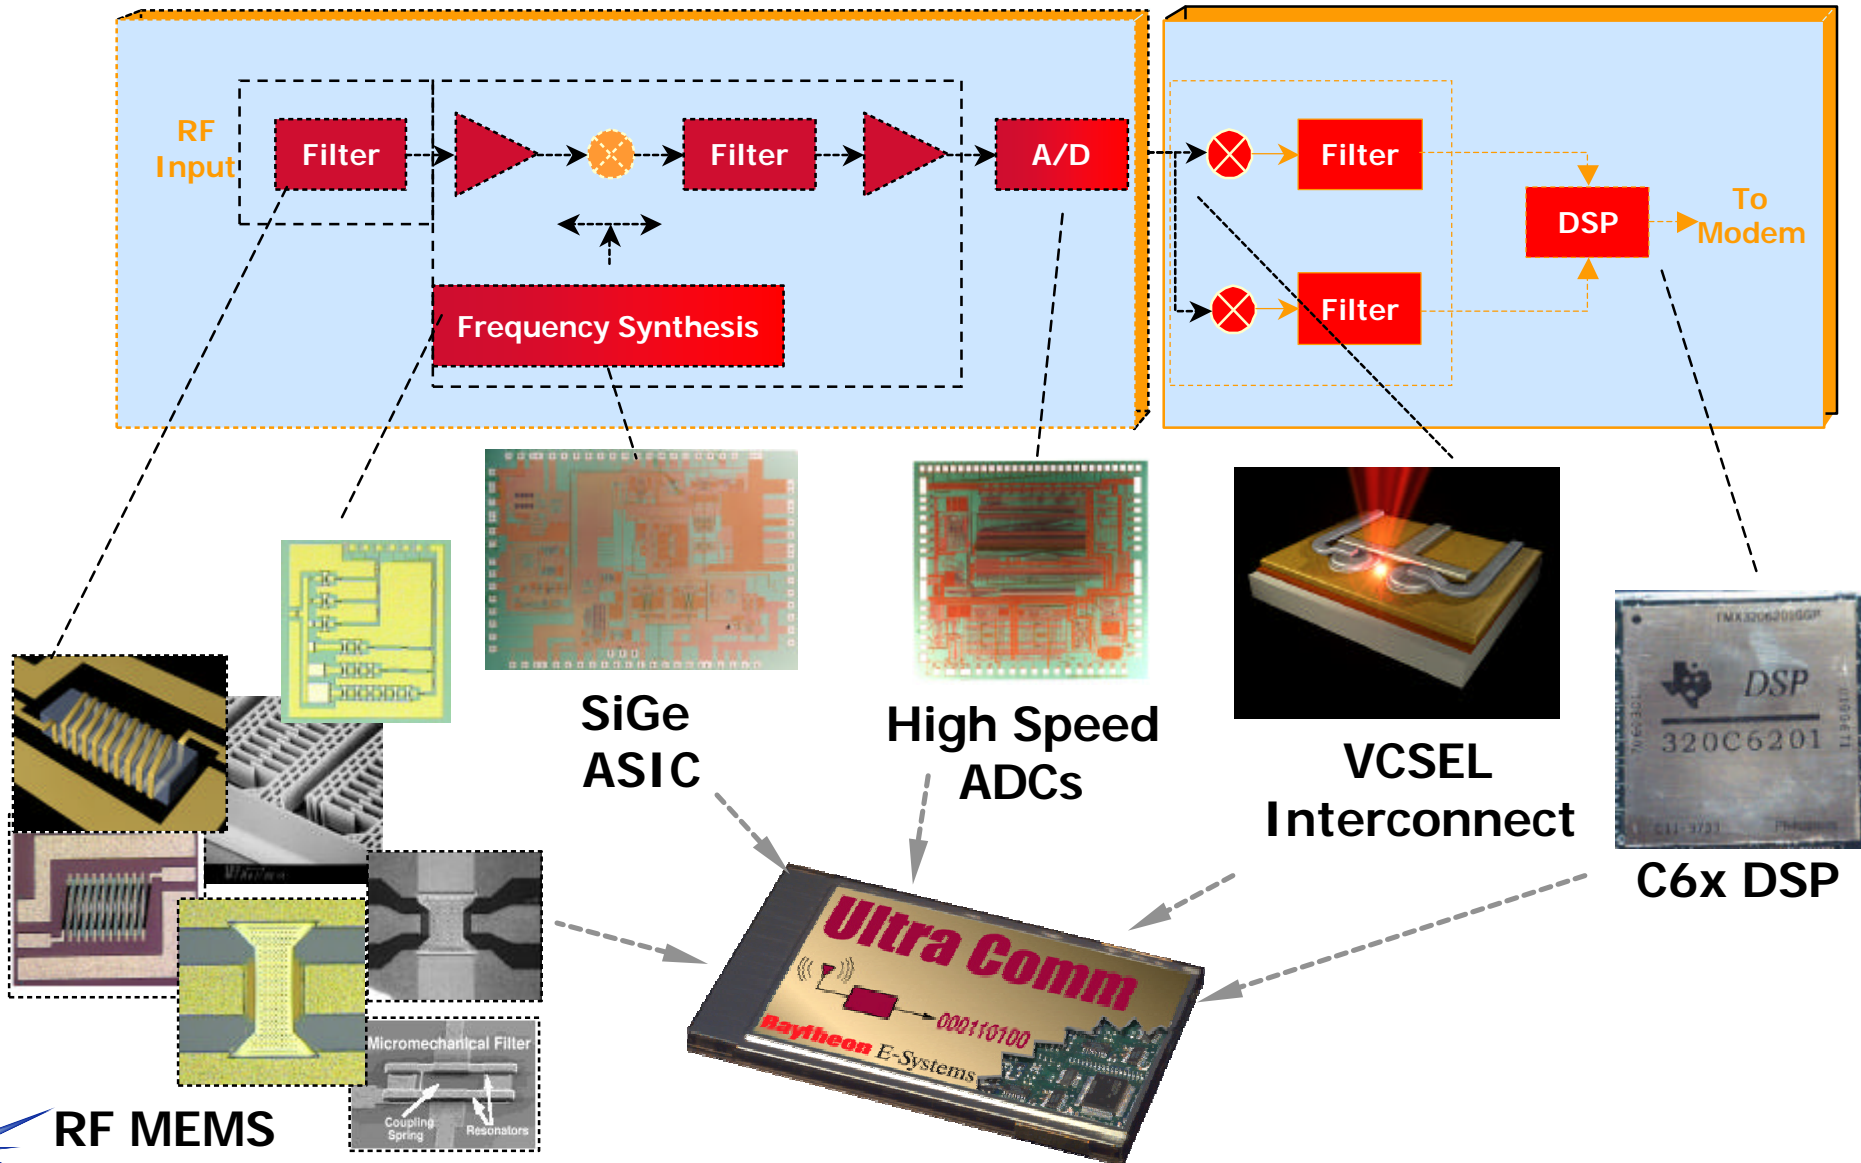 RF
Input
Filter
Filter
A/D
Filter
DSP
To
Modem
Frequency Synthesis
Filter
SiGe
ASIC
High Speed
ADCs
VCSEL
Interconnect
DSP
320C6201
C6x DSP
Ultra Comm
000110100
Raytheon E-Systems
Micromechanical Filter
Coupling
Spring
Resonators
RF MEMS